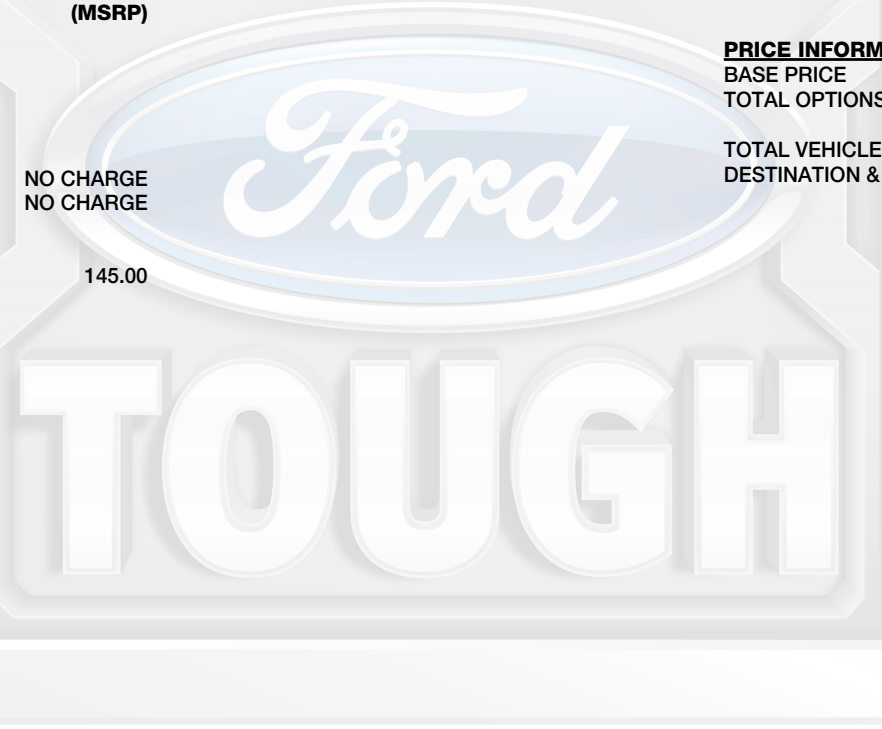 (MSRP)
NO CHARGE
NO CHARGE
145.00
PRICE INFORM
BASE PRICE
TOTAL OPTIONS
TOTAL VEHICLE
DESTINATION &
Ford
TOUGH